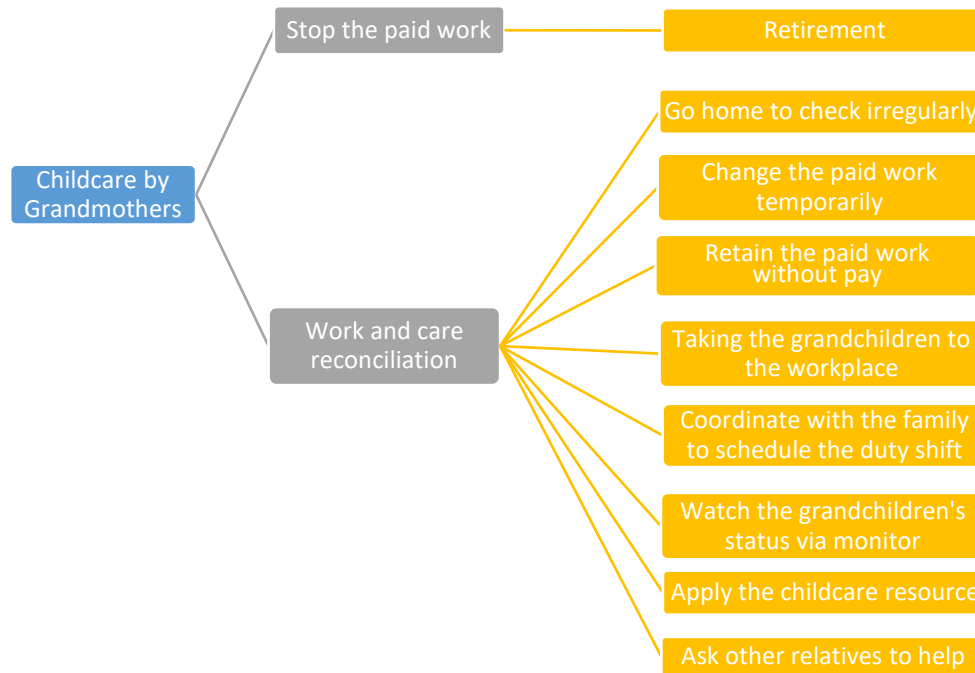 Stop the paid work
Retirement
Go home to check irregularly
Childcare by
Grandmothers
Change the paid work
temporarily
Retain the paid work
without pay
Work and care
reconciliation
Taking the grandchildren to
the workplace
Coordinate with the family
to schedule the duty shift
Watch the grandchildren's
status via monitor
Apply the childcare resource
Ask other relatives to help